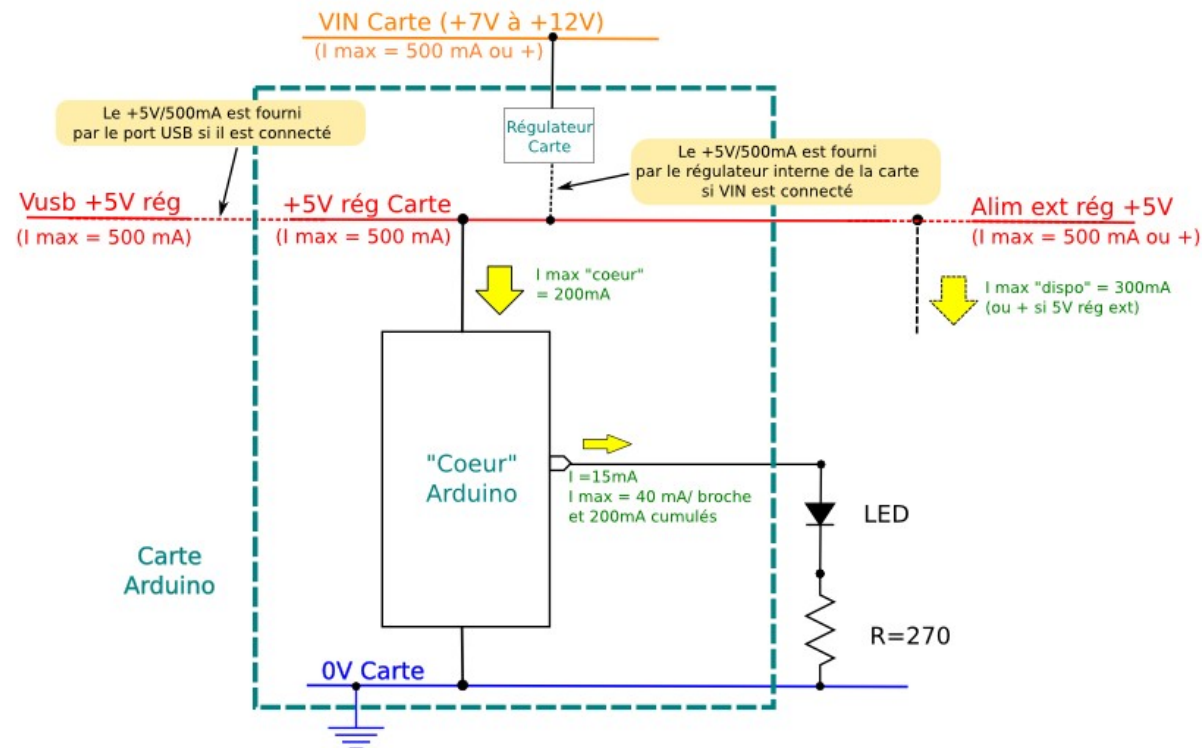 VIN Carte (+7V à +12V)
(I max = 500 mA ou +)
Le +5V/500mA est fourni
par le port USB si il est connecté
Régulateur
Carte
Le +5V/500mA est fourni
par le régulateur interne de la carte
si VIN est connecté
Vusb +5V rég
(I max = 500 mA)
+5V rég Carte
(I max = 500 mA)
Alim ext rég +5V
(I max = 500 mA ou +)
I max "coeur"
= 200mA
I max "dispo" = 300mA
(ou + si 5V rég ext)
"Coeur"
Arduino
I =15mA
I max = 40 mA/ broche
et 200mA cumulés
LED
Carte
Arduino
R=270
0V Carte